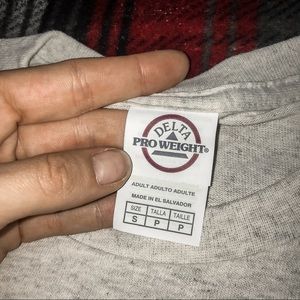 DELTA
PRO WEIGHT®
ADULT ADULTO ADULTE
MADE IN EL SALVADOR
SIZE TALLA TAILLE
S P P